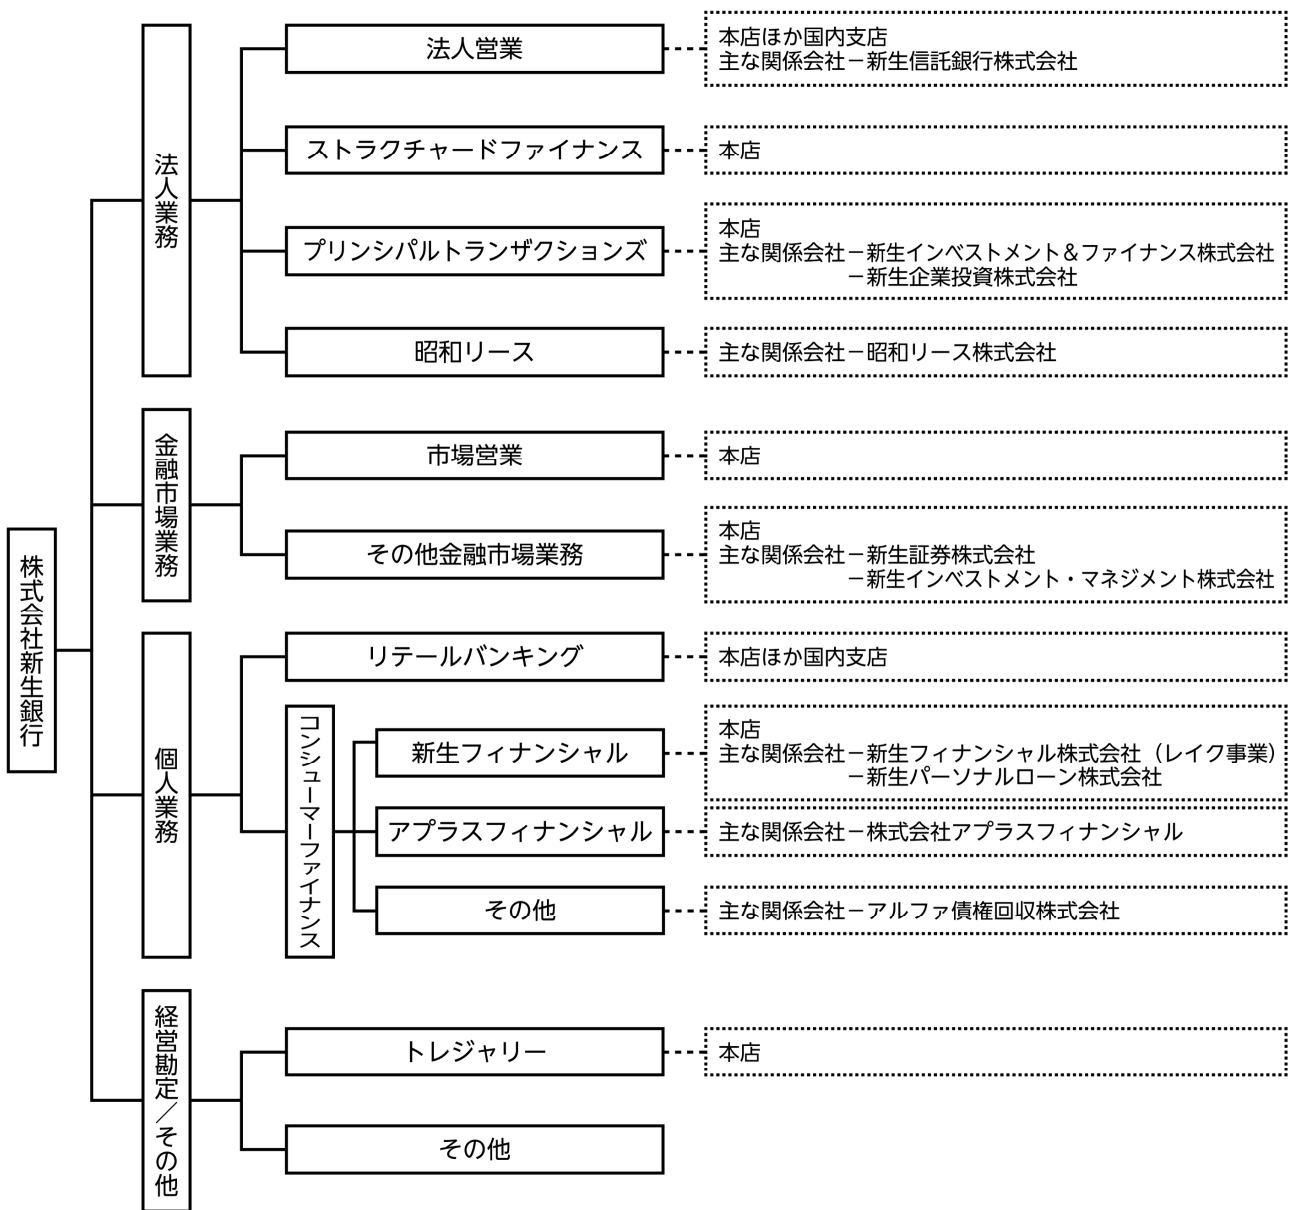 株式会社新生銀行
法人業務
法人営業
本店ほか国内支店
主な関係会社－新生信託銀行株式会社
ストラクチャードファイナンス
本店
プリンシパルトランザクションズ
本店
主な関係会社－新生インベストメント＆ファイナンス株式会社
－新生企業投資株式会社
昭和リース
主な関係会社－昭和リース株式会社
金融市場業務
市場営業
本店
その他金融市場業務
本店
主な関係会社－新生証券株式会社
－新生インベストメント・マネジメント株式会社
個人業務
リテールバンキング
本店ほか国内支店
コンシューマーファイナンス
新生フィナンシャル
本店
主な関係会社－新生フィナンシャル株式会社（レイク事業）
－新生パーソナルローン株式会社
アプラスフィナンシャル
主な関係会社－株式会社アプラスフィナンシャル
その他
主な関係会社－アルファ債権回収株式会社
経営勘定／その他
トレジャリー
本店
その他